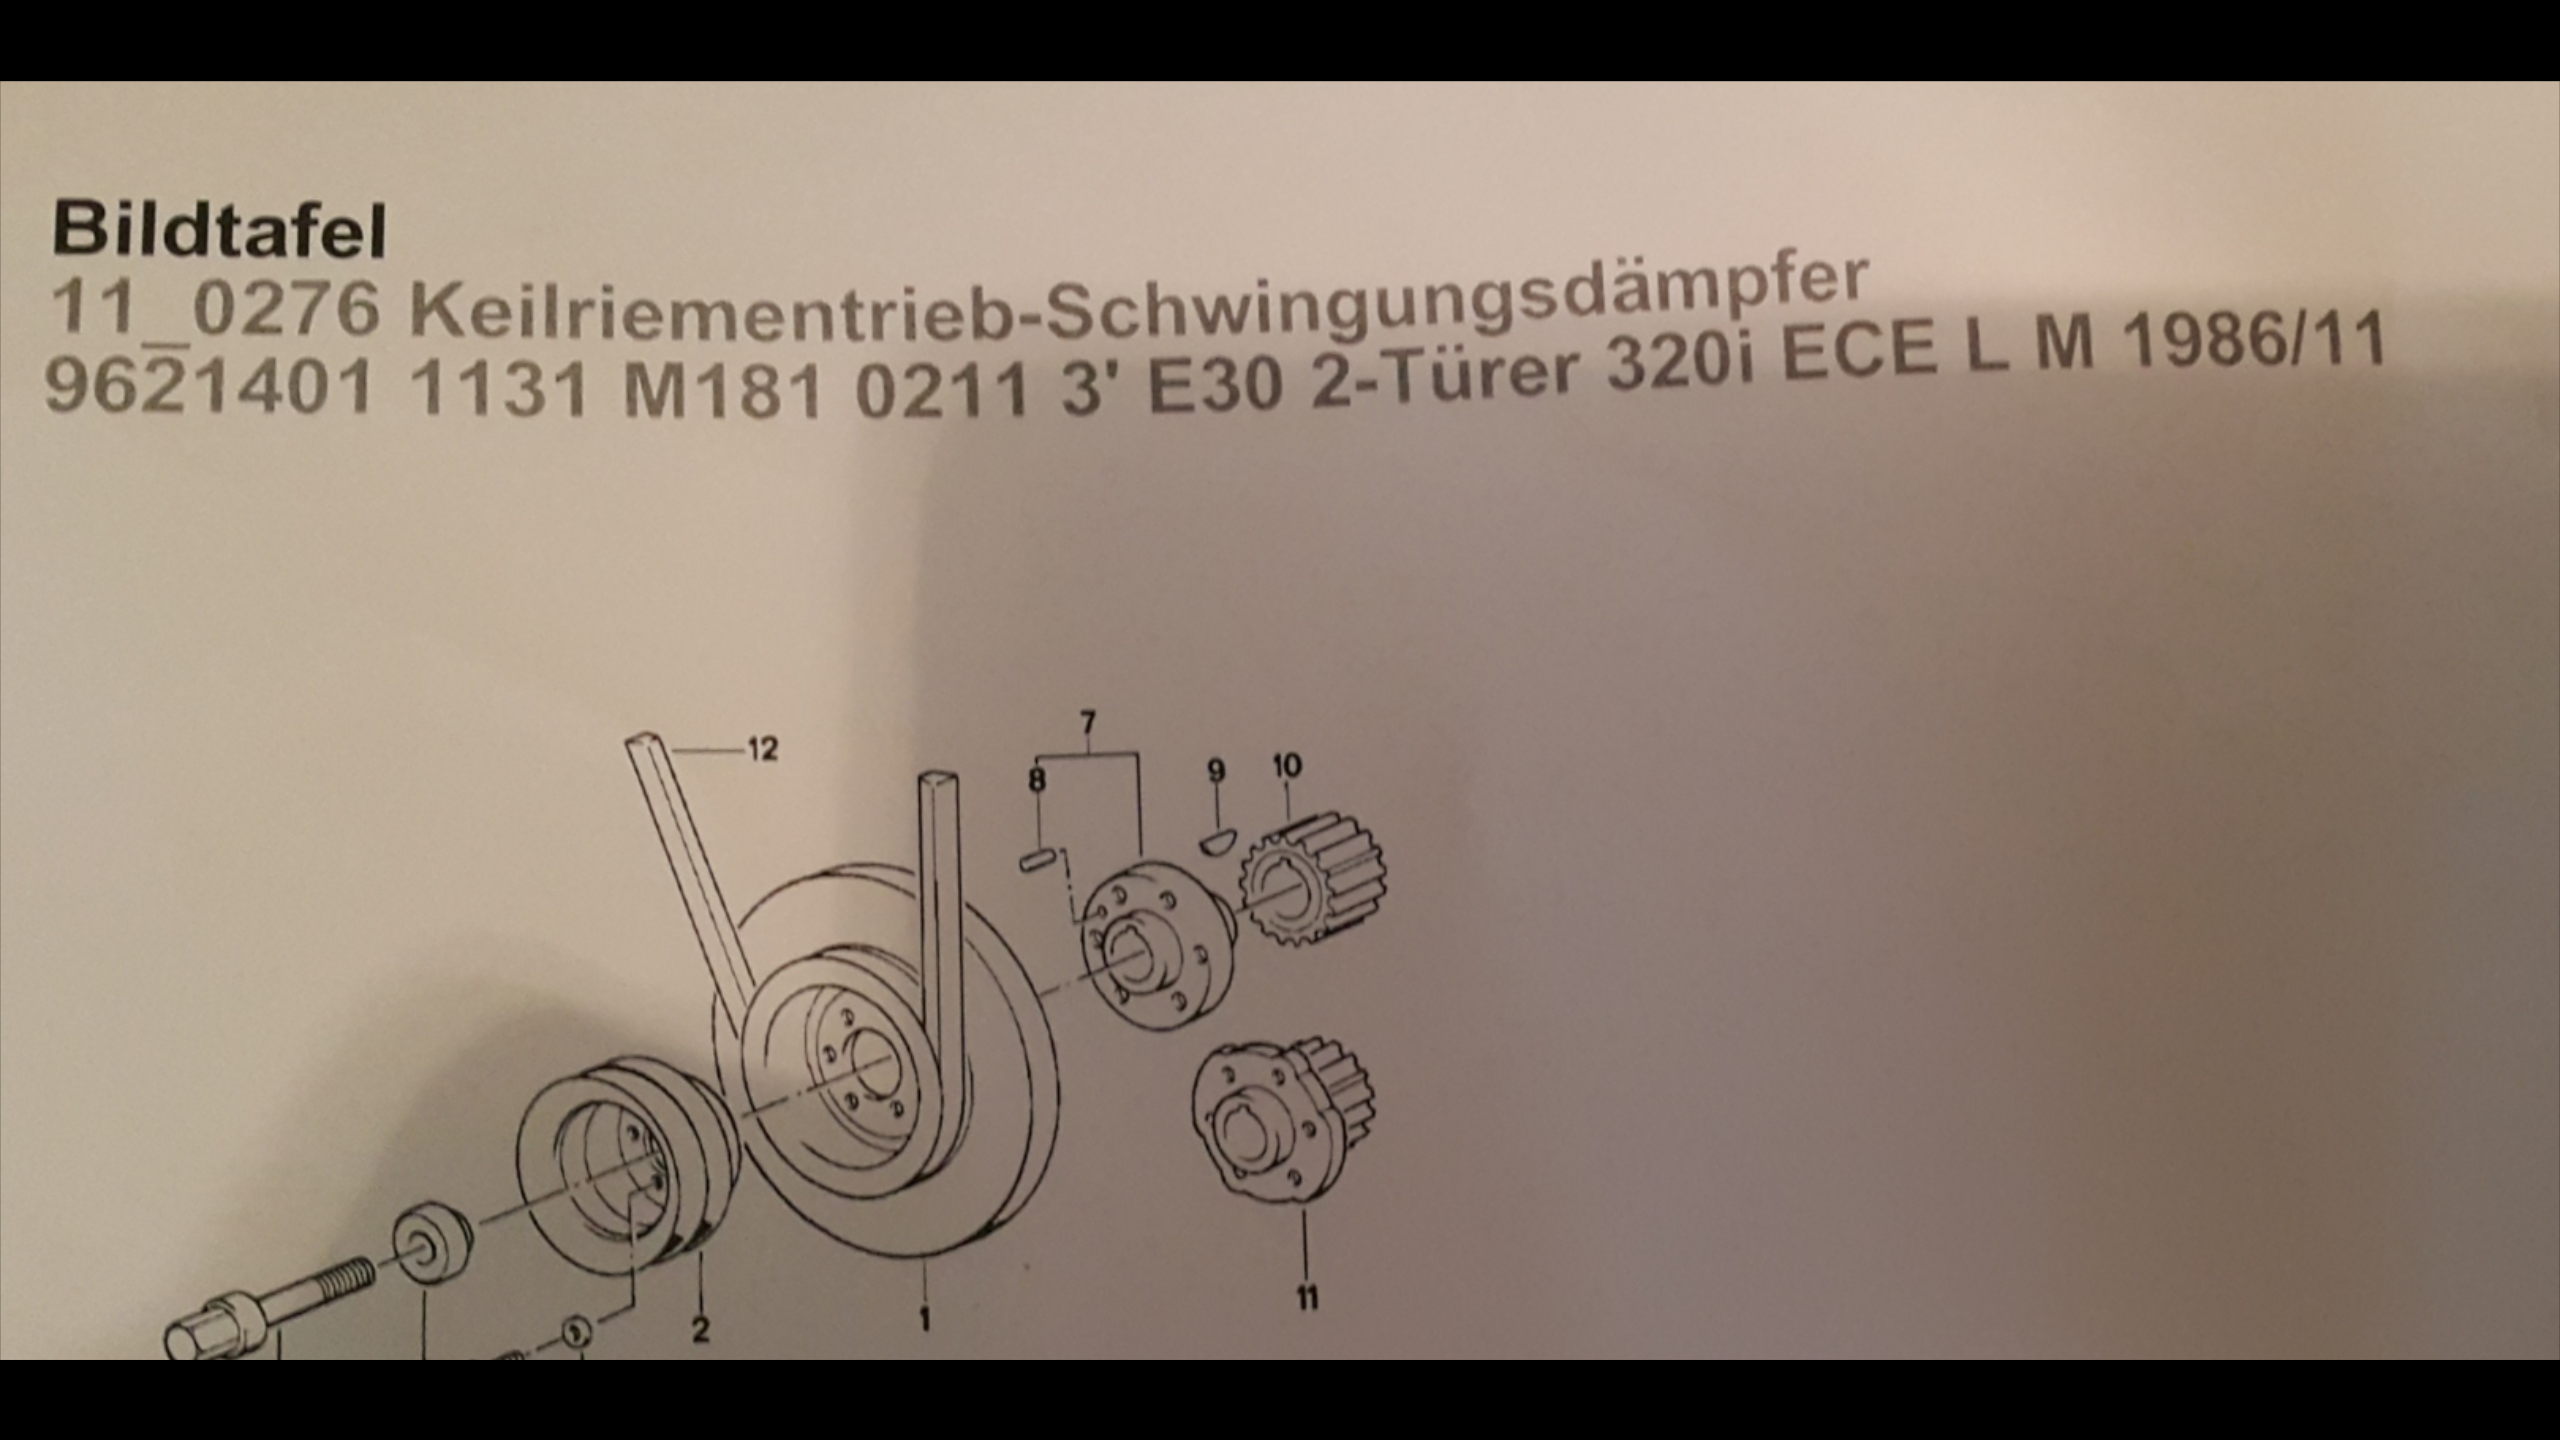 Bildtafel
11_0276 Keilriementrieb-Schwingungsdämpfer
9621401 1131 M181 0211 3' E30 2-Türer 320i ECE L M 1986/11
7
12
8
9
10
11
1
2